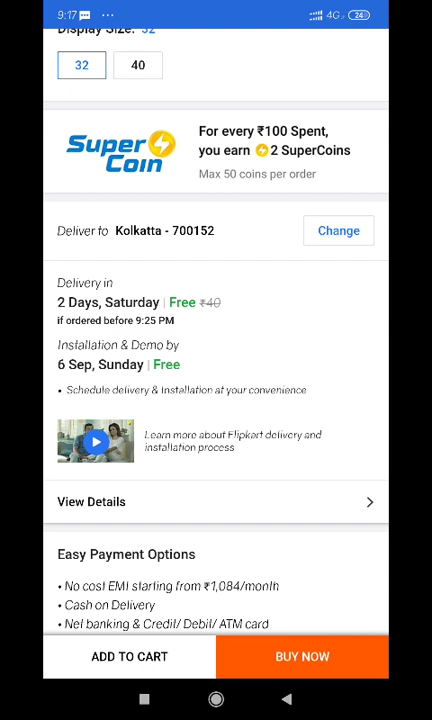 9:17 ... 4G 24
Display Size: 32
32 40
Super Coin
For every ₹100 Spent,
you earn 2 SuperCoins
Max 50 coins per order
Deliver to Kolkatta - 700152
Change
Delivery in
2 Days, Saturday | Free ₹40
if ordered before 9:25 PM
Installation & Demo by
6 Sep, Sunday | Free
• Schedule delivery & Installation at your convenience
Learn more about Flipkart delivery and
installation process
View Details
Easy Payment Options
• No cost EMI starting from ₹1,084/month
• Cash on Delivery
• Net banking & Credit/ Debit/ ATM card
ADD TO CART BUY NOW